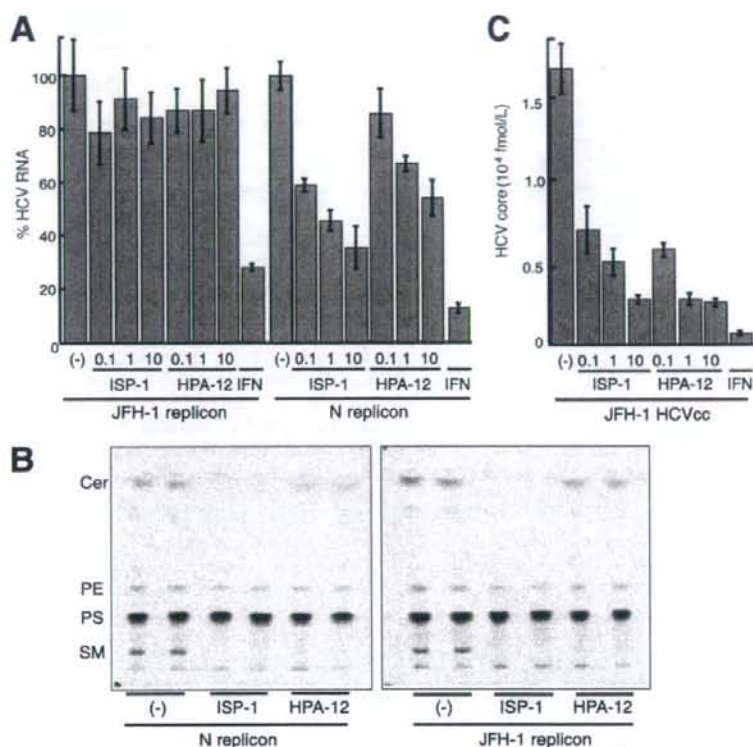 A
% HCV RNA
100
80
60
40
20
0
(-) 0.1 1 10 0.1 1 10 (-) 0.1 1 10 0.1 1 10
ISP-1 HPA-12 IFN ISP-1 HPA-12 IFN
JFH-1 replicon N replicon
C
HCV core (10⁴ fmol/L)
1.5
1.0
0.5
0
(-) 0.1 1 10 0.1 1 10
ISP-1 HPA-12 IFN
JFH-1 HCVcc
B
Cer
PE
PS
SM
(-) ISP-1 HPA-12 (-) ISP-1 HPA-12
N replicon JFH-1 replicon